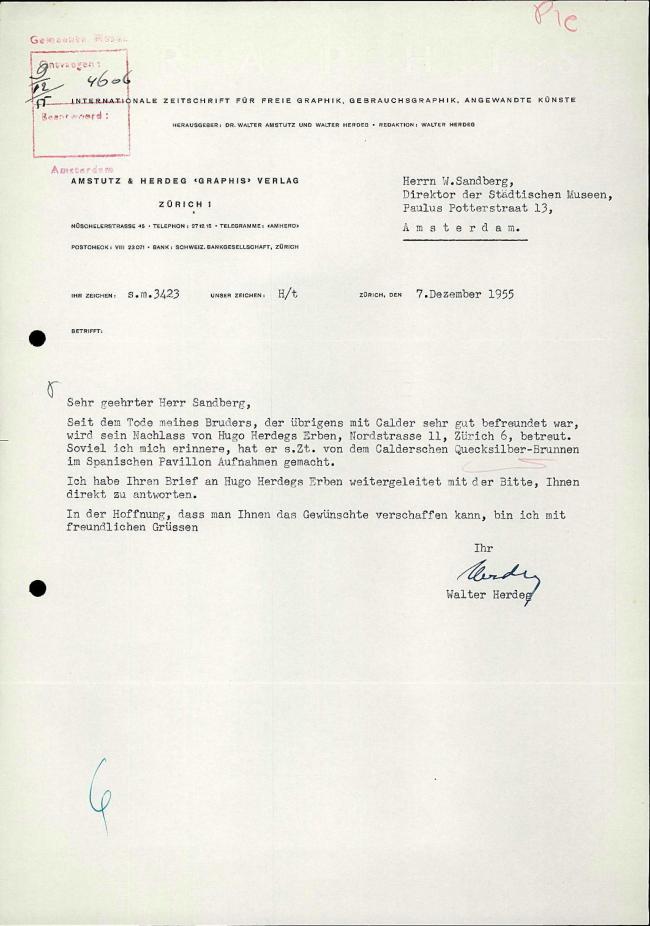 Pic
GRAPHIS
Gemeente Musea
Ontvangen:
9/12 55
4606
Beantwoord:
Amsterdam
INTERNATIONALE ZEITSCHRIFT FÜR FREIE GRAPHIK, GEBRAUCHSGRAPHIK, ANGEWANDTE KÜNSTE
HERAUSGEBER: DR. WALTER AMSTUTZ UND WALTER HERDEG • REDAKTION: WALTER HERDEG
AMSTUTZ & HERDEG ‹GRAPHIS› VERLAG
ZÜRICH 1
NÜSCHELERSTRASSE 45 • TELEPHON: 27 12 15 • TELEGRAMME: ‹AMHERD›
POSTCHECK: VIII 23071 • BANK: SCHWEIZ. BANKGESELLSCHAFT, ZÜRICH
Herrn W.Sandberg,
Direktor der Städtischen Museen,
Paulus Potterstraat 13,
A m s t e r d a m.
IHR ZEICHEN: s.m.3423 UNSER ZEICHEN: H/t ZÜRICH, DEN 7.Dezember 1955
BETRIFFT:
Sehr geehrter Herr Sandberg,
Seit dem Tode meines Bruders, der übrigens mit Calder sehr gut befreundet war,
wird sein Nachlass von Hugo Herdegs Erben, Nordstrasse 11, Zürich 6, betreut.
Soviel ich mich erinnere, hat er s.Zt. von dem Calderschen Quecksilber-Brunnen
im Spanischen Pavillon Aufnahmen gemacht.
Ich habe Ihren Brief an Hugo Herdegs Erben weitergeleitet mit der Bitte, Ihnen
direkt zu antworten.
In der Hoffnung, dass man Ihnen das Gewünschte verschaffen kann, bin ich mit
freundlichen Grüssen
Ihr
Herdeg
Walter Herdeg